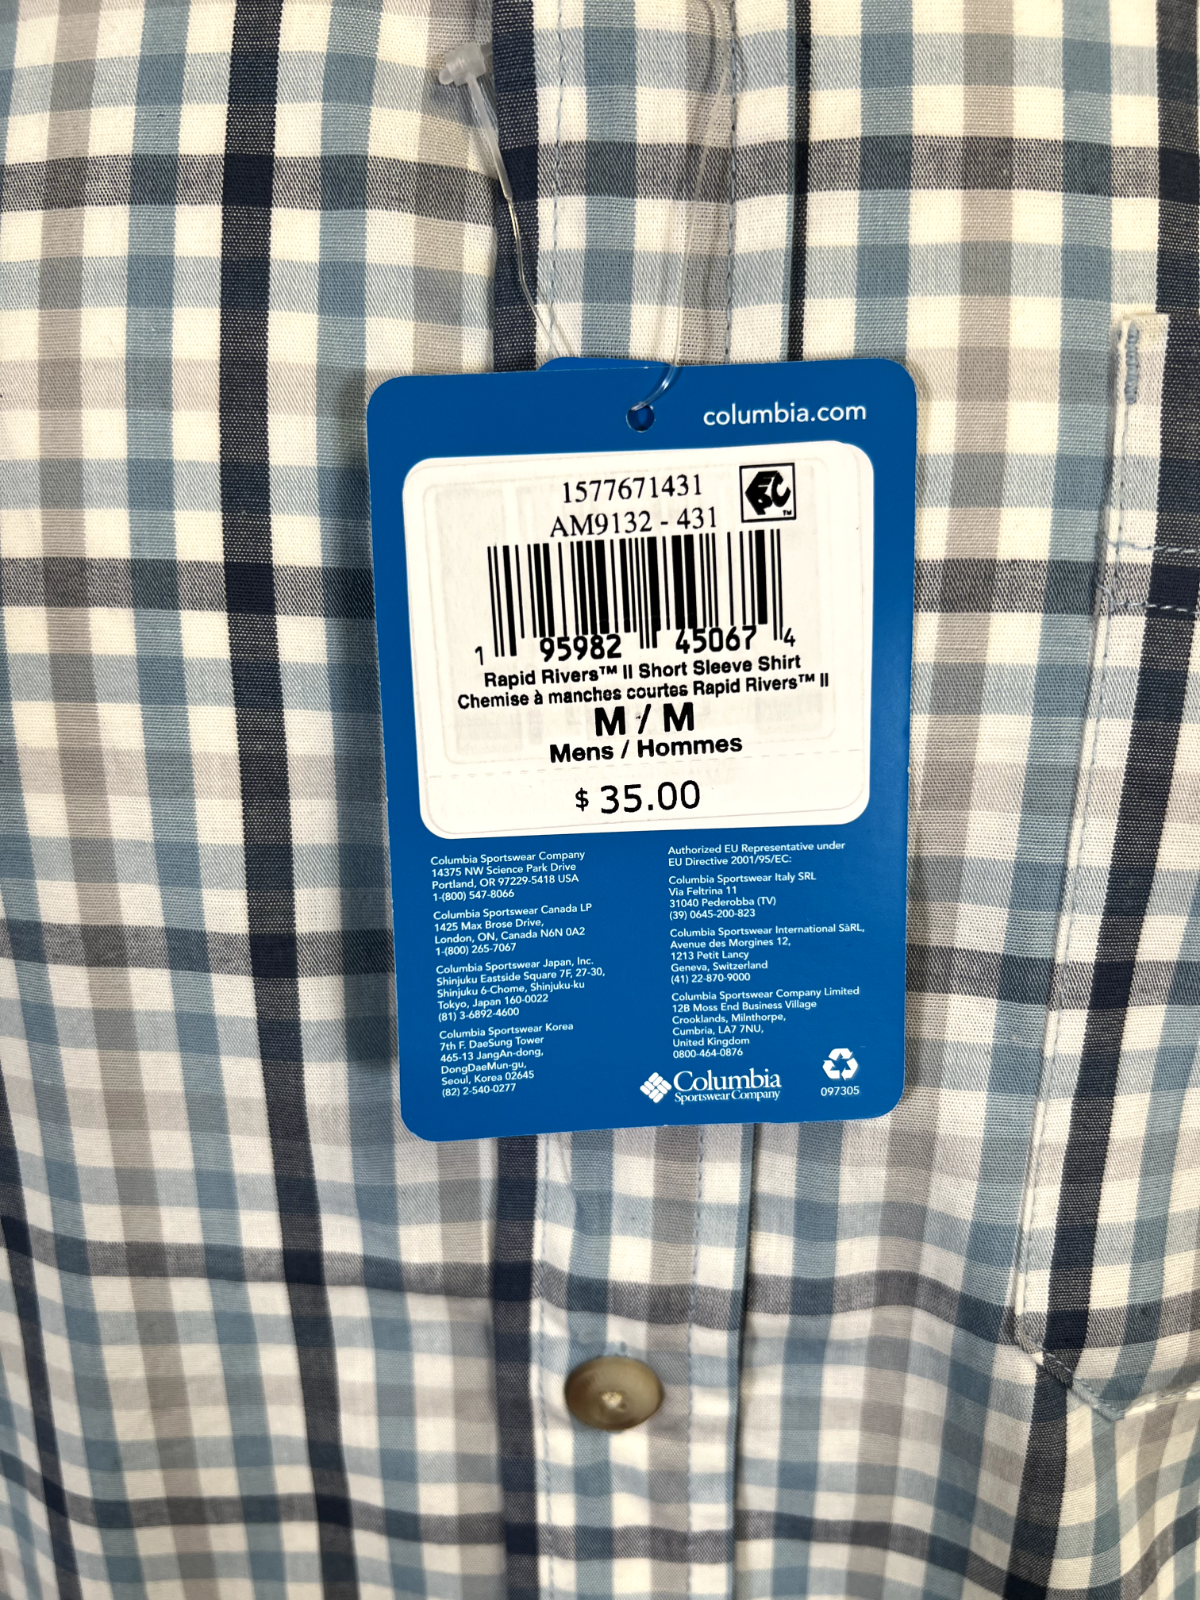 columbia.com
1577671431
AM9132 - 431
1 95982 45067 4
Rapid Rivers™ II Short Sleeve Shirt
Chemise à manches courtes Rapid Rivers™ II
M / M
Mens / Hommes
$ 35.00
Columbia Sportswear Company
14375 NW Science Park Drive
Portland, OR 97229-5418 USA
1-(800) 547-8066
Columbia Sportswear Canada LP
1425 Max Brose Drive,
London, ON, Canada N6N 0A2
1-(800) 265-7067
Columbia Sportswear Japan, Inc.
Shinjuku Eastside Square 7F, 27-30,
Shinjuku 6-Chome, Shinjuku-ku
Tokyo, Japan 160-0022
(81) 3-6892-4600
Columbia Sportswear Korea
7th F. DaeSung Tower
465-13 JangAn-dong,
DongDaeMun-gu,
Seoul, Korea 02645
(82) 2-540-0277
Authorized EU Representative under
EU Directive 2001/95/EC:
Columbia Sportswear Italy SRL
Via Feltrina 11
31040 Pederobba (TV)
(39) 0645-200-823
Columbia Sportswear International SàRL,
Avenue des Morgines 12,
1213 Petit Lancy
Geneva, Switzerland
(41) 22-870-9000
Columbia Sportswear Company Limited
12B Moss End Business Village
Crooklands, Milnthorpe,
Cumbria, LA7 7NU,
United Kingdom
0800-464-0876
Columbia
Sportswear Company
097305